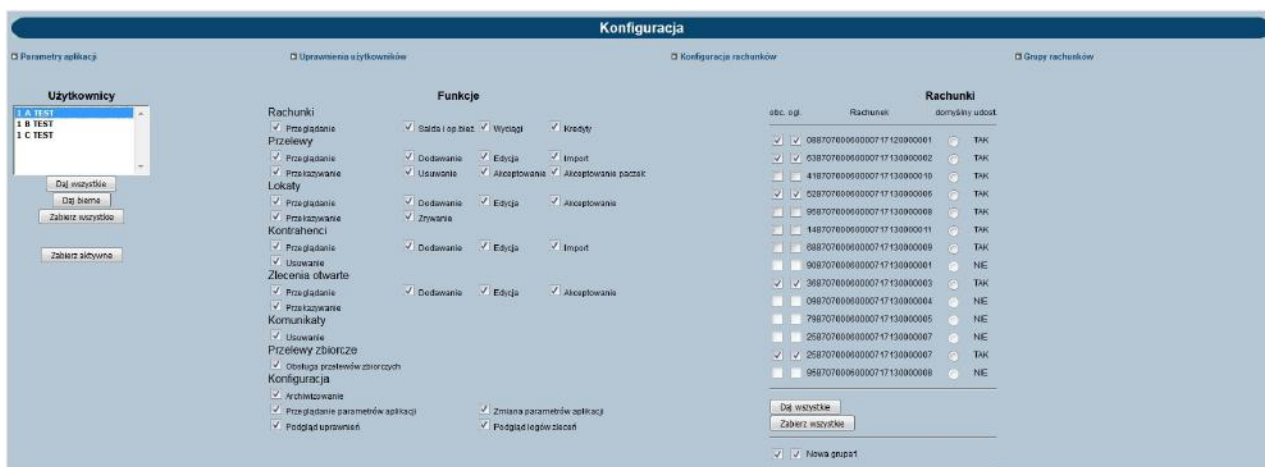 Konfiguracja
Parametry aplikacji
Uprawnienia użytkowników
Konfiguracja rachunków
Grupy rachunków
Użytkownicy
1 A TEST
1 B TEST
1 C TEST
Daj wszystkie
Daj bierne
Zabierz wszystkie
Zabierz aktywne
Funkcje
Rachunki
Przeglądanie Salda i op.bież. Wyciągi Kredyty
Przelewy
Przeglądanie Dodawanie Edycja Import
Przekazywanie Usuwanie Akceptowanie Akceptowanie paczek
Lokaty
Przeglądanie Dodawanie Edycja Akceptowanie
Przekazywanie Zrywanie
Kontrahenci
Przeglądanie Dodawanie Edycja Import
Usuwanie
Zlecenia otwarte
Przeglądanie Dodawanie Edycja Akceptowanie
Przekazywanie
Komunikaty
Usuwanie
Przelewy zbiorcze
Obsługa przelewów zbiorczych
Konfiguracja
Archiwizowanie
Przeglądanie parametrów aplikacji Zmiana parametrów aplikacji
Podgląd uprawnień Podgląd logów zleceń
Rachunki
obc. ogl. Rachunek domyślny udost.
TAK
TAK
TAK
TAK
TAK
TAK
TAK
NIE
TAK
NIE
NIE
NIE
TAK
NIE
Daj wszystkie
Zabierz wszystkie
Nowa grupa1